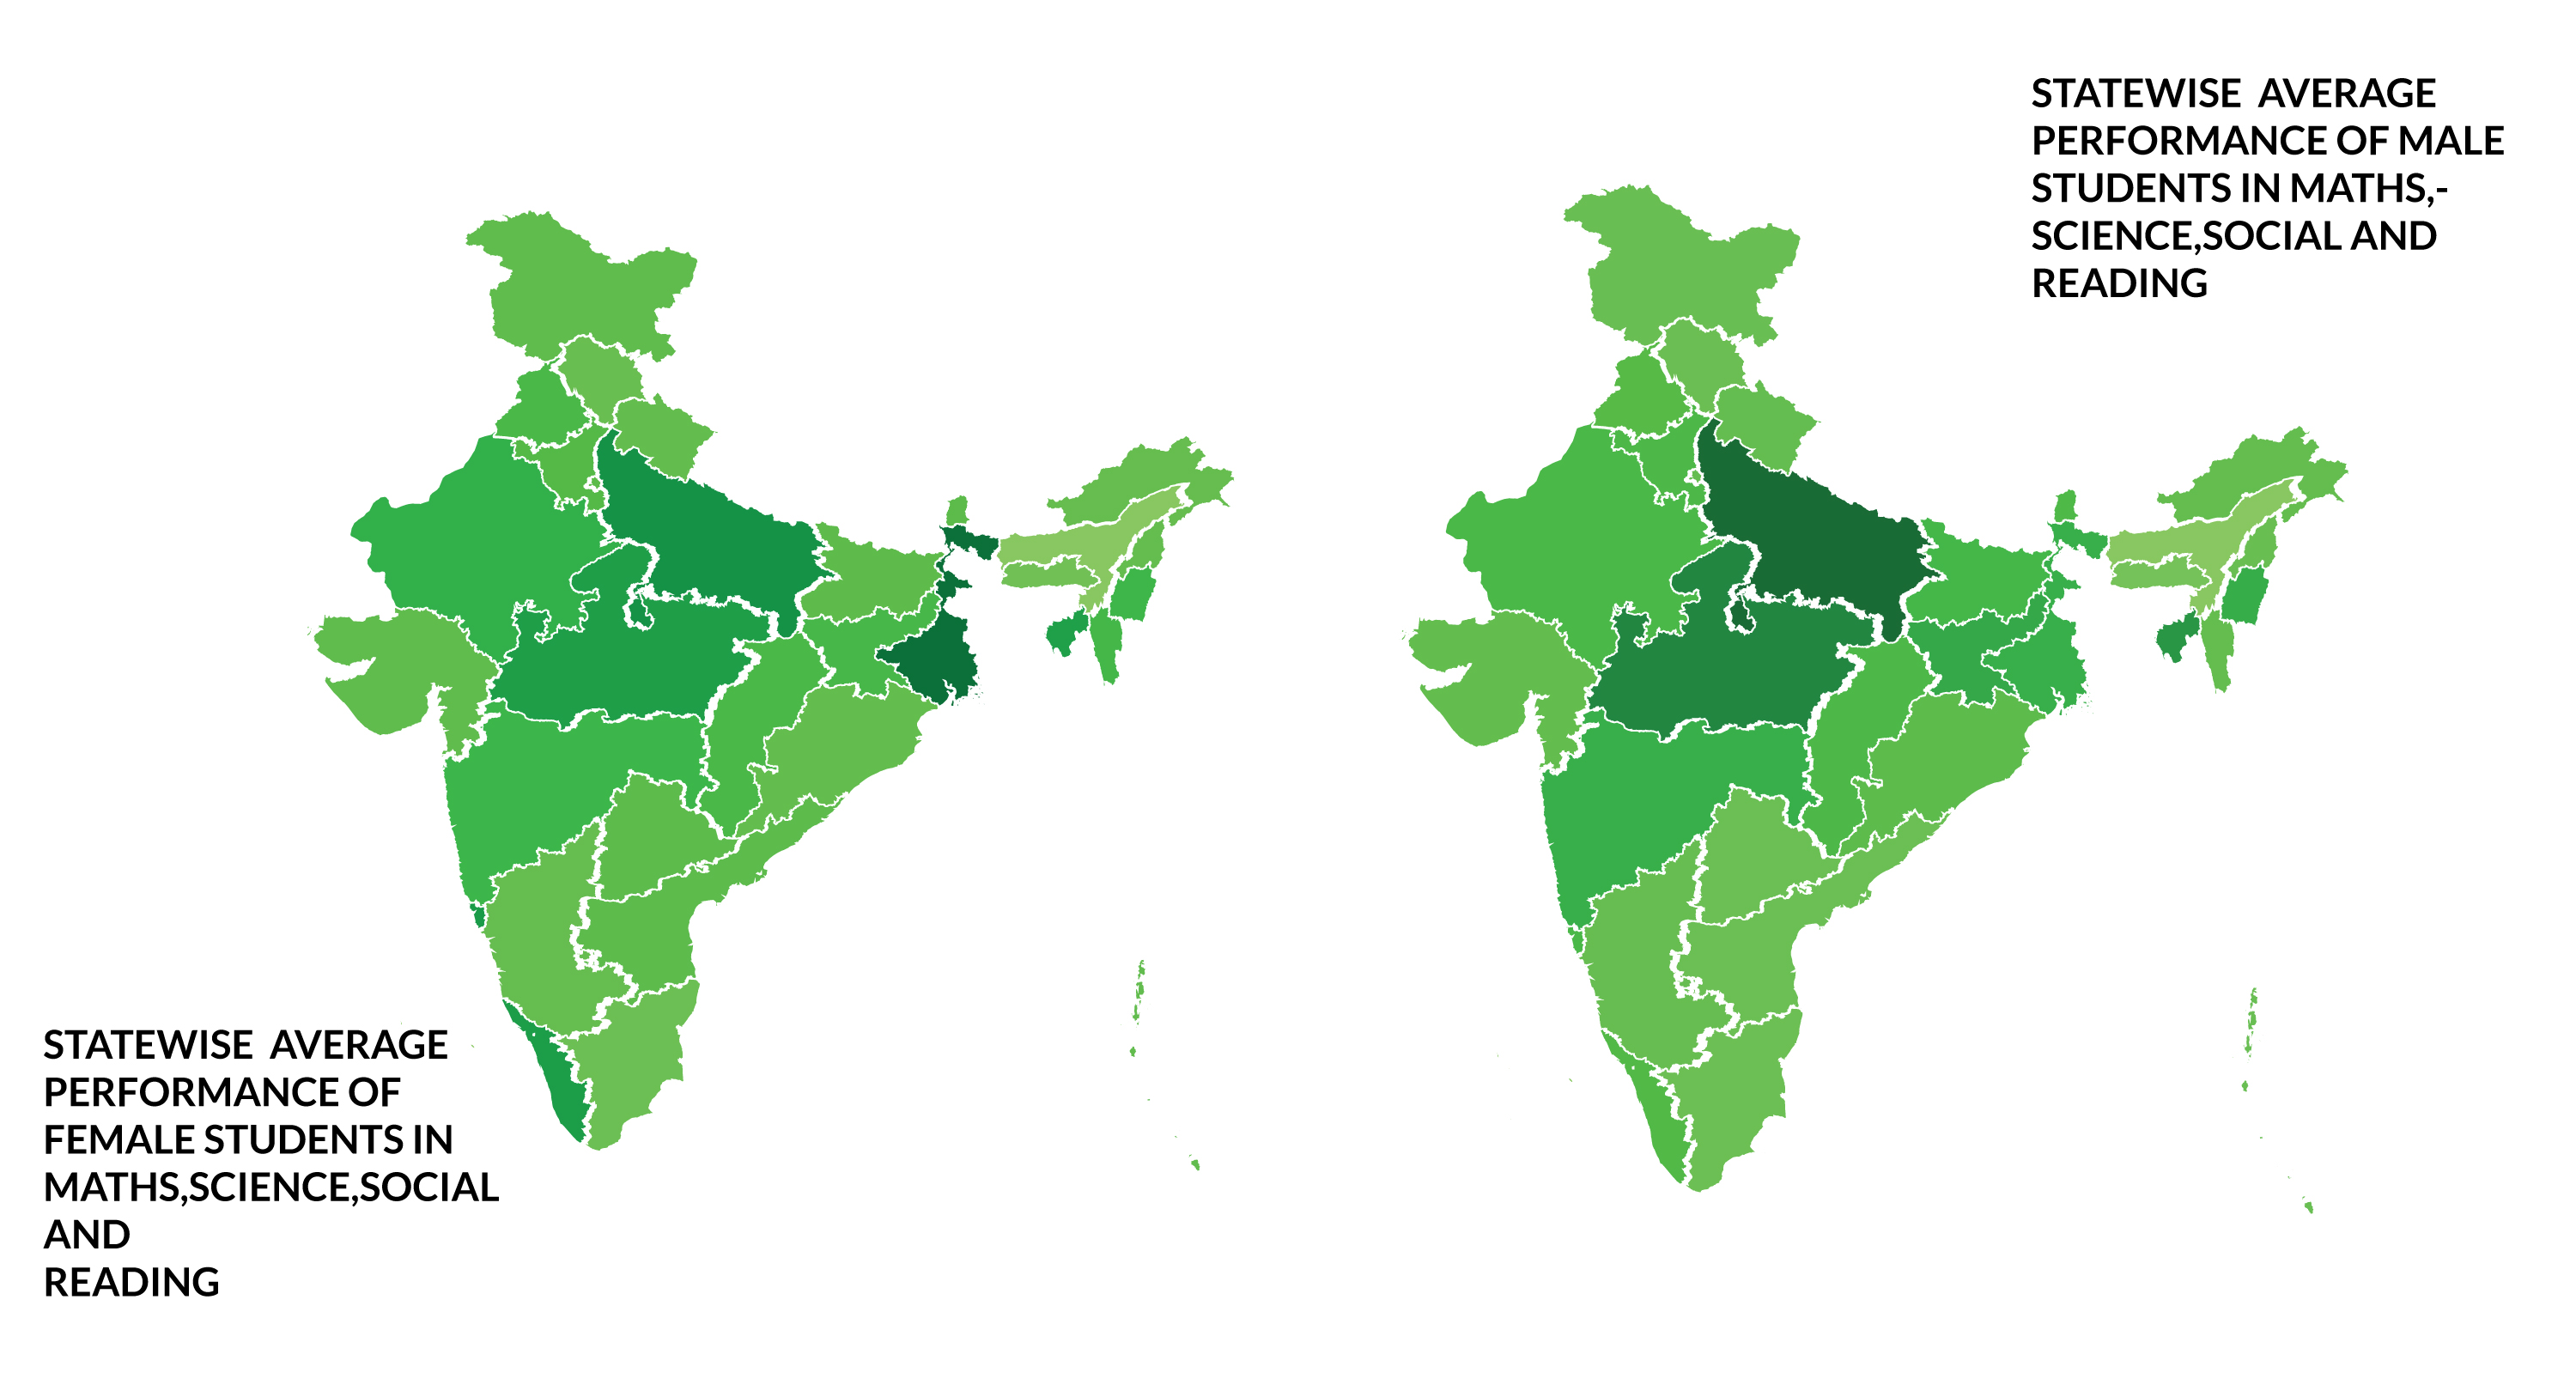 STATEWISE  AVERAGE
PERFORMANCE OF MALE
STUDENTS IN MATHS,-
SCIENCE,SOCIAL AND
READING
STATEWISE  AVERAGE
PERFORMANCE OF
FEMALE STUDENTS IN
MATHS,SCIENCE,SOCIAL
AND
READING